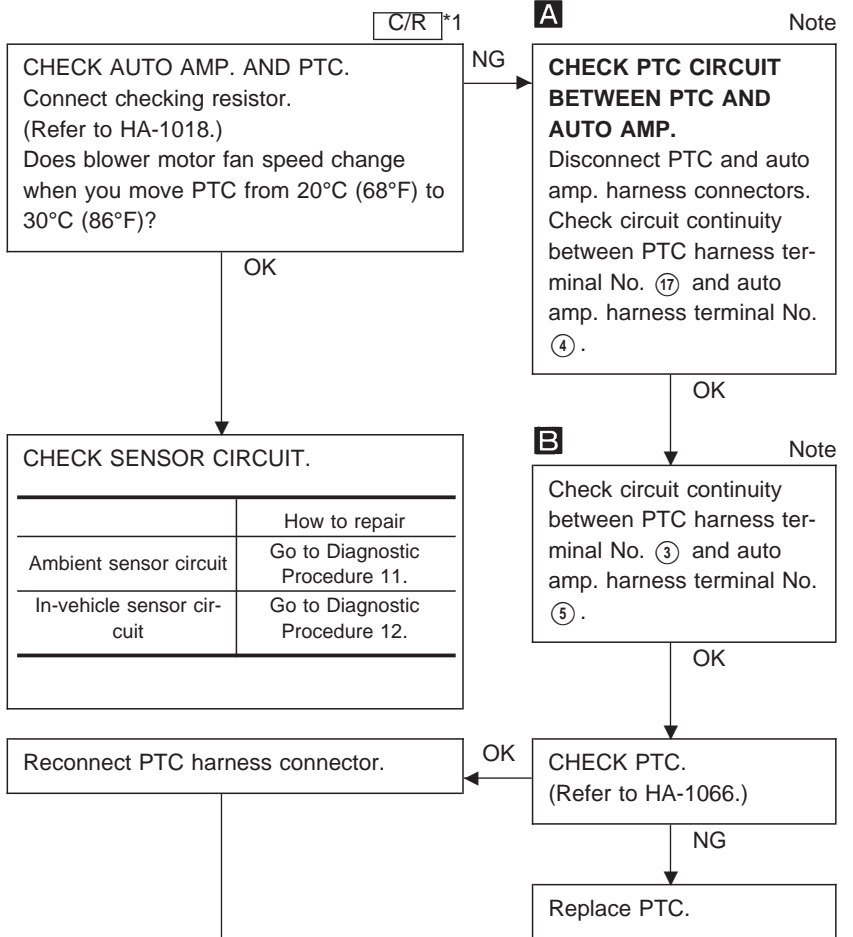 C/R *1
CHECK AUTO AMP. AND PTC.
Connect checking resistor.
(Refer to HA-1018.)
Does blower motor fan speed change
when you move PTC from 20°C (68°F) to
30°C (86°F)?
NG
A
Note
CHECK PTC CIRCUIT
BETWEEN PTC AND
AUTO AMP.
Disconnect PTC and auto
amp. harness connectors.
Check circuit continuity
between PTC harness ter-
minal No. ⑰ and auto
amp. harness terminal No.
④ .
OK
OK
CHECK SENSOR CIRCUIT.
How to repair
Ambient sensor circuit
Go to Diagnostic
Procedure 11.
In-vehicle sensor cir-
cuit
Go to Diagnostic
Procedure 12.
B
Note
Check circuit continuity
between PTC harness ter-
minal No. ③ and auto
amp. harness terminal No.
⑤ .
OK
Reconnect PTC harness connector.
OK
CHECK PTC.
(Refer to HA-1066.)
NG
Replace PTC.